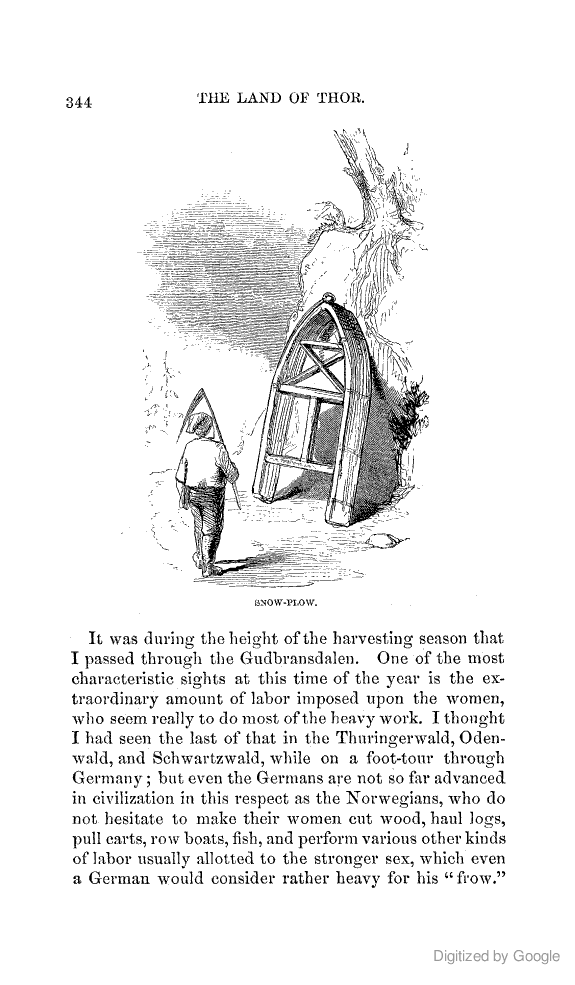 344
THE LAND OF THOR.
SNOW-PLOW.
It was during the height of the harvesting season that
I passed through the Gudbransdalen. One of the most
characteristic sights at this time of the year is the ex-
traordinary amount of labor imposed upon the women,
who seem really to do most of the heavy work. I thought
I had seen the last of that in the Thuringerwald, Oden-
wald, and Schwartzwald, while on a foot-tour through
Germany; but even the Germans are not so far advanced
in civilization in this respect as the Norwegians, who do
not hesitate to make their women cut wood, haul logs,
pull carts, row boats, fish, and perform various other kinds
of labor usually allotted to the stronger sex, which even
a German would consider rather heavy for his "frow."
Digitized by Google